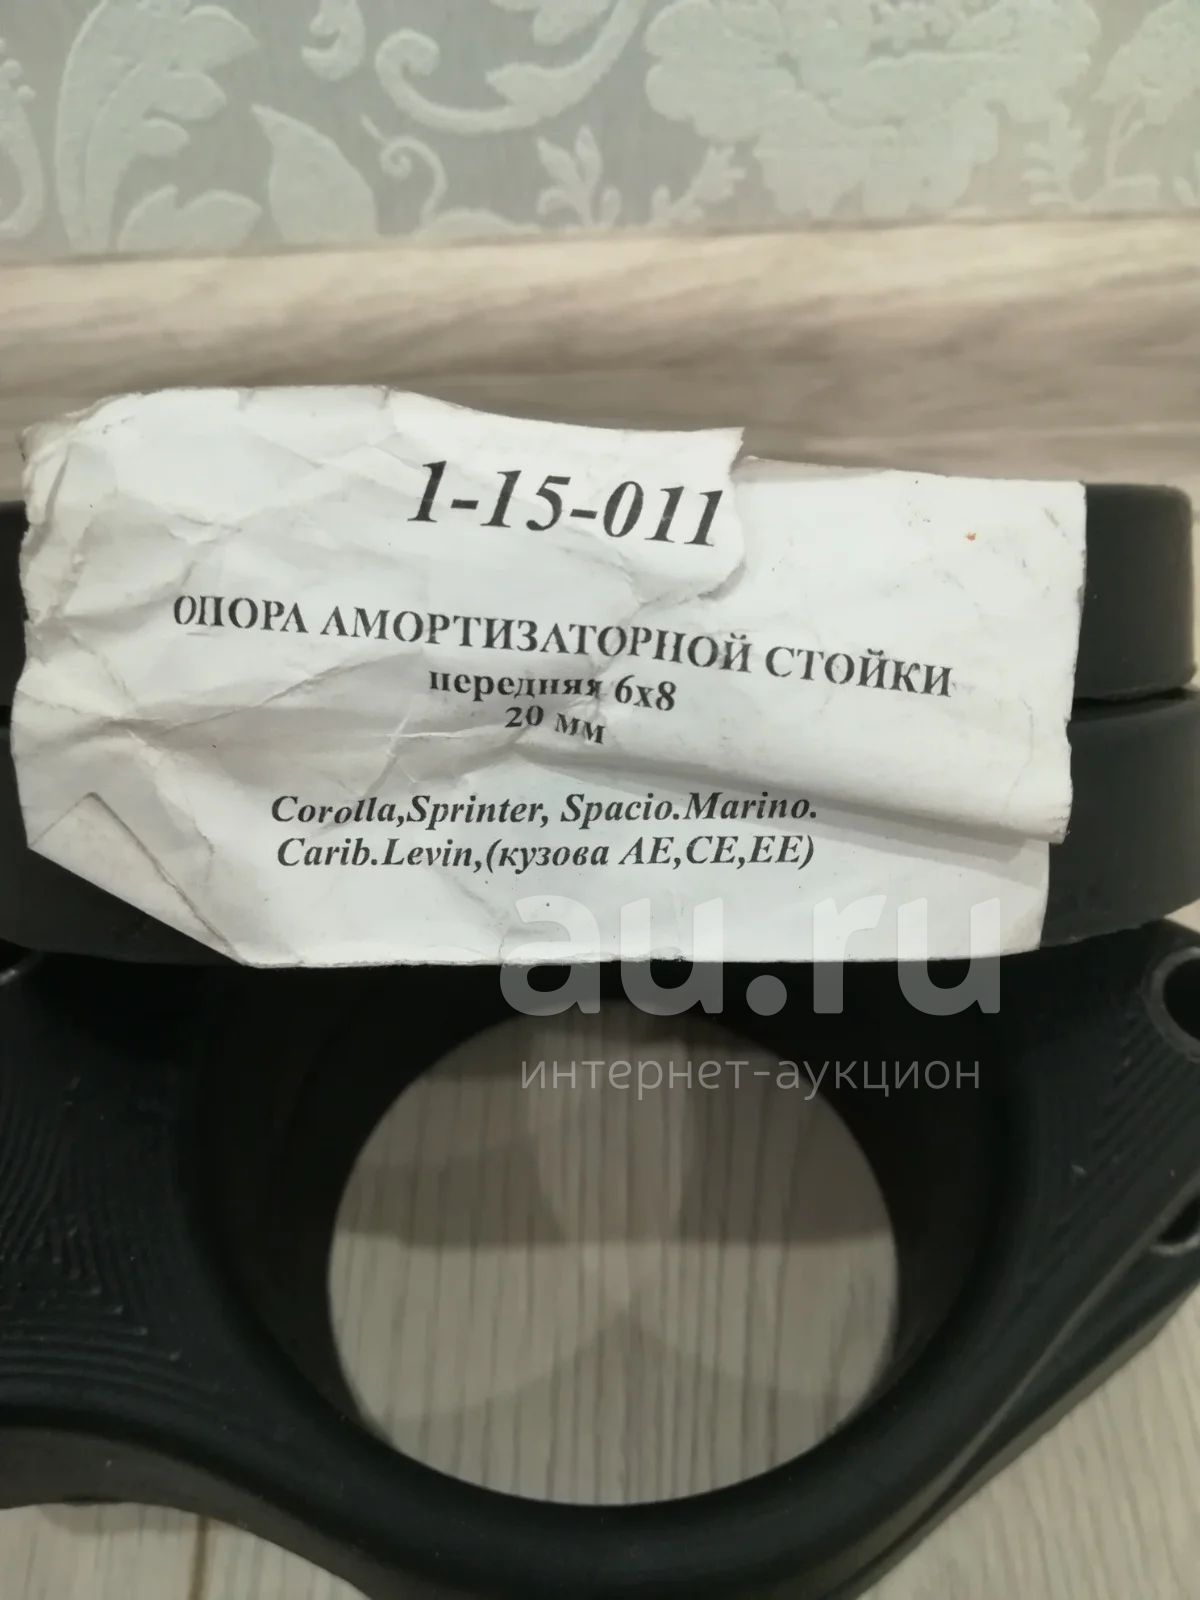 1-15-011
ОПОРА АМОРТИЗАТОРНОЙ СТОЙКИ
передняя 6х8
20 мм
Corolla,Sprinter, Spacio.Marino.
Carib.Levin,(кузова AE,CE,EE)
au.ru
интернет-аукцион